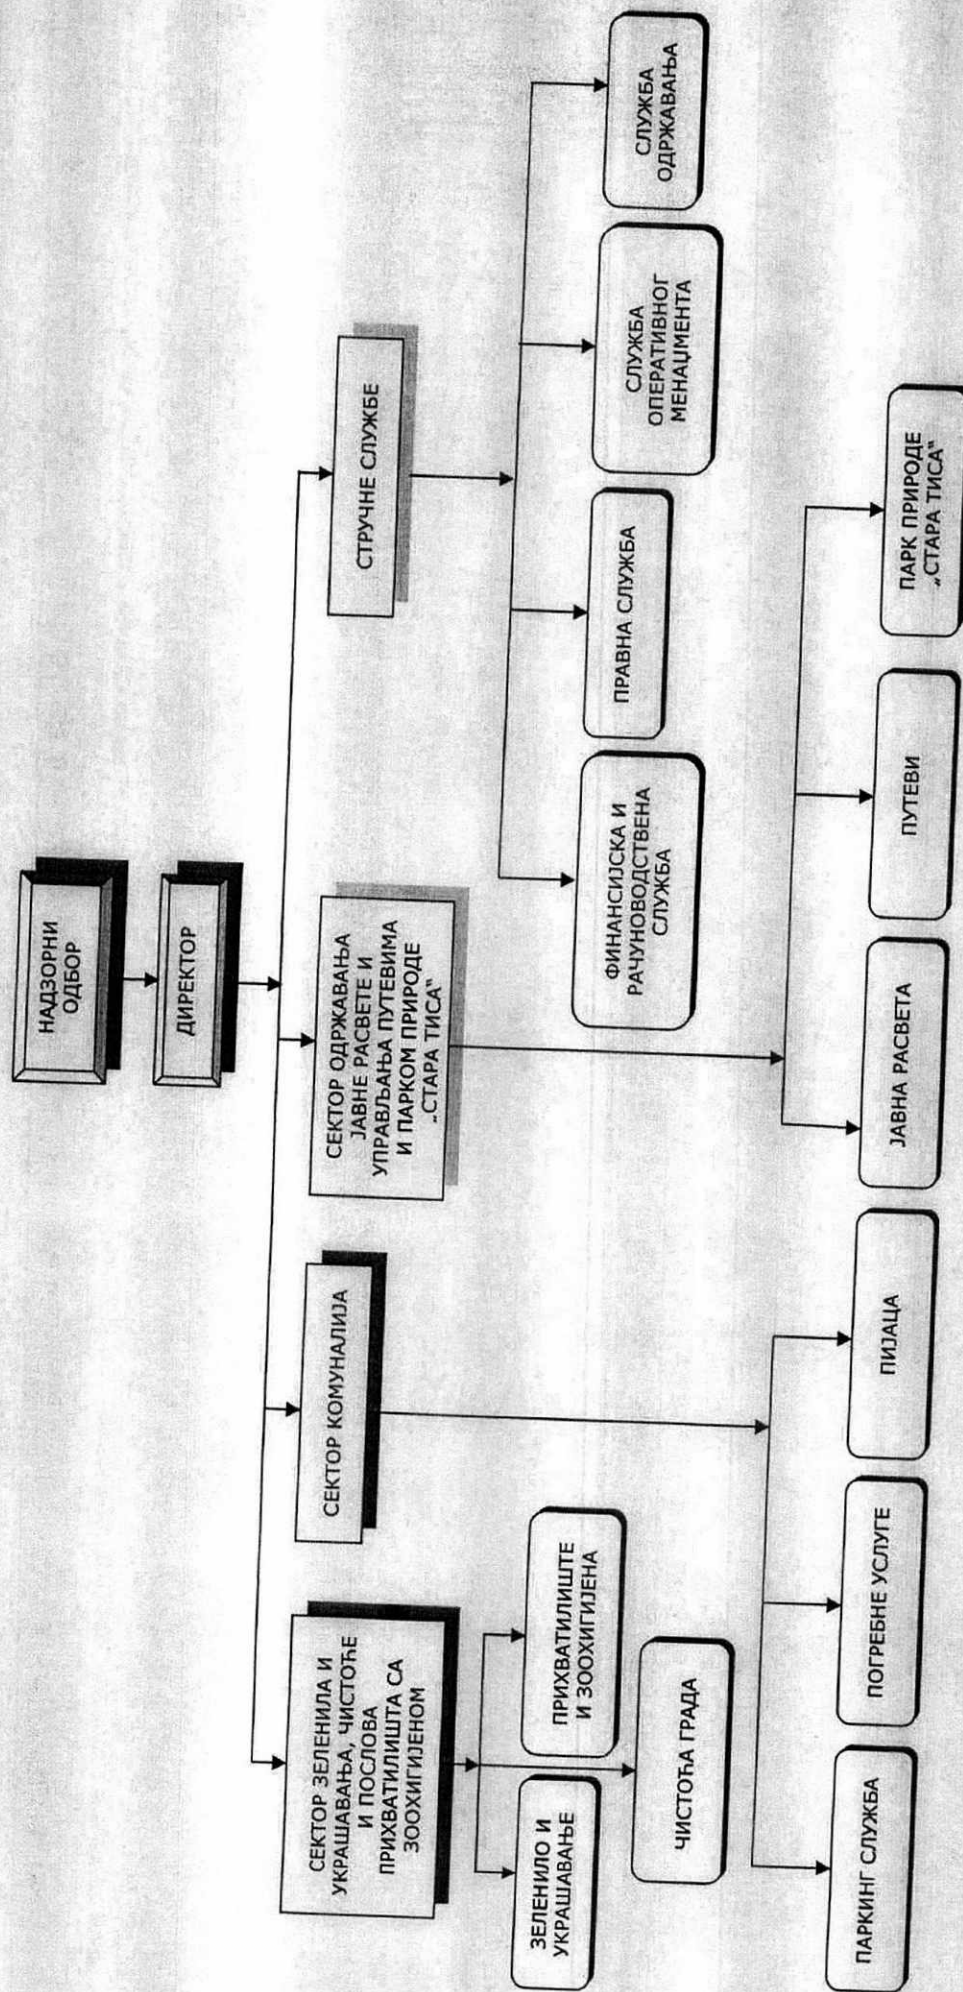 НАДЗОРНИ
ОДБОР
ДИРЕКТОР
СЕКТОР ЗЕЛЕНИЛА И
УКРАШАВАЊА, ЧИСТОЋЕ
И ПОСЛОВА
ПРИХВАТИЛИШТА СА
ЗООХИГИЈЕНОМ
СЕКТОР КОМУНАЛИЈА
СЕКТОР ОДРЖАВАЊА
ЈАВНЕ РАСВЕТЕ И
УПРАВЉАЊА ПУТЕВИМА
И ПАРКОМ ПРИРОДЕ
„СТАРА ТИСА“
СТРУЧНЕ СЛУЖБЕ
ЗЕЛЕНИЛО И
УКРАШАВАЊЕ
ПРИХВАТИЛИШТЕ
И ЗООХИГИЈЕНА
ЧИСТОЋА ГРАДА
ФИНАНСИЈСКА И
РАЧУНОВОДСТВЕНА
СЛУЖБА
ПРАВНА СЛУЖБА
СЛУЖБА
ОПЕРАТИВНОГ
МЕНАЏМЕНТА
СЛУЖБА
ОДРЖАВАЊА
ПАРКИНГ СЛУЖБА
ПОГРЕБНЕ УСЛУГЕ
ПИЈАЦА
ЈАВНА РАСВЕТА
ПУТЕВИ
ПАРК ПРИРОДЕ
„СТАРА ТИСА“